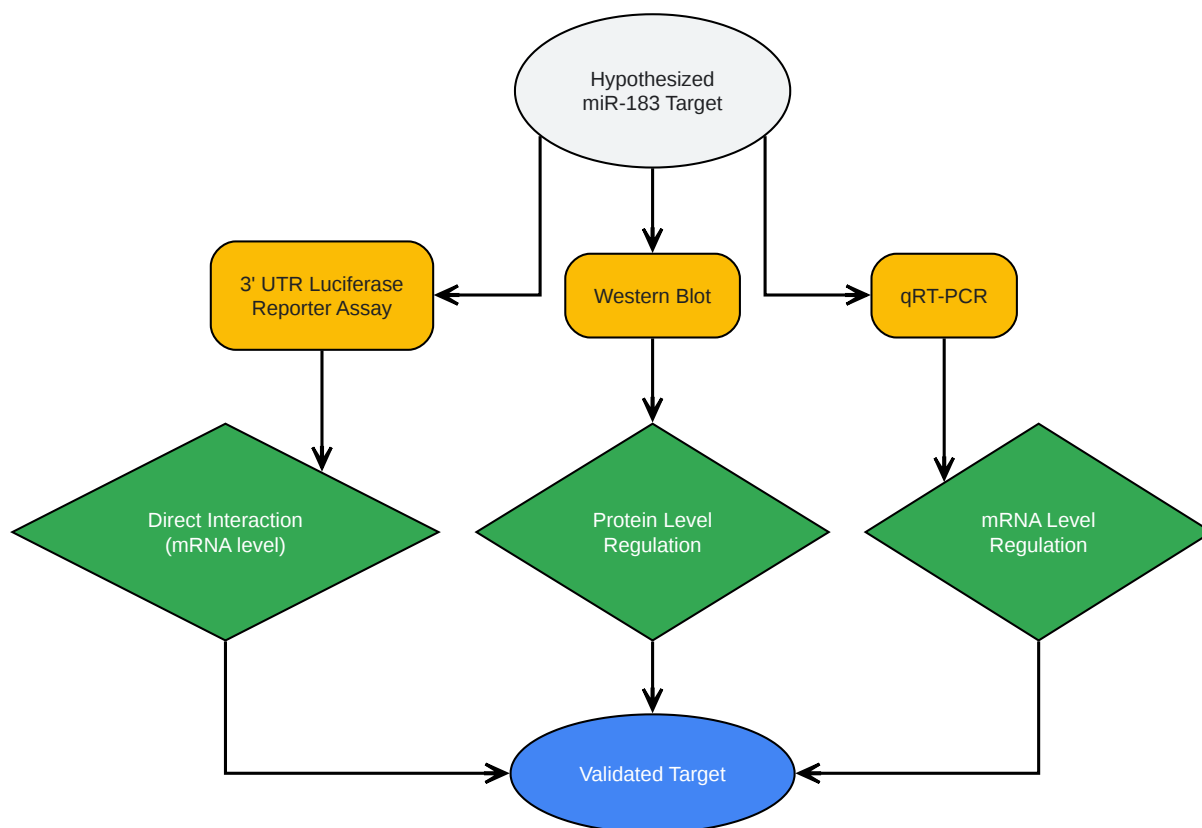 Hypothesized
miR-183 Target
3' UTR Luciferase
Reporter Assay
Western Blot
qRT-PCR
Direct Interaction
(mRNA level)
Protein Level
Regulation
mRNA Level
Regulation
Validated Target